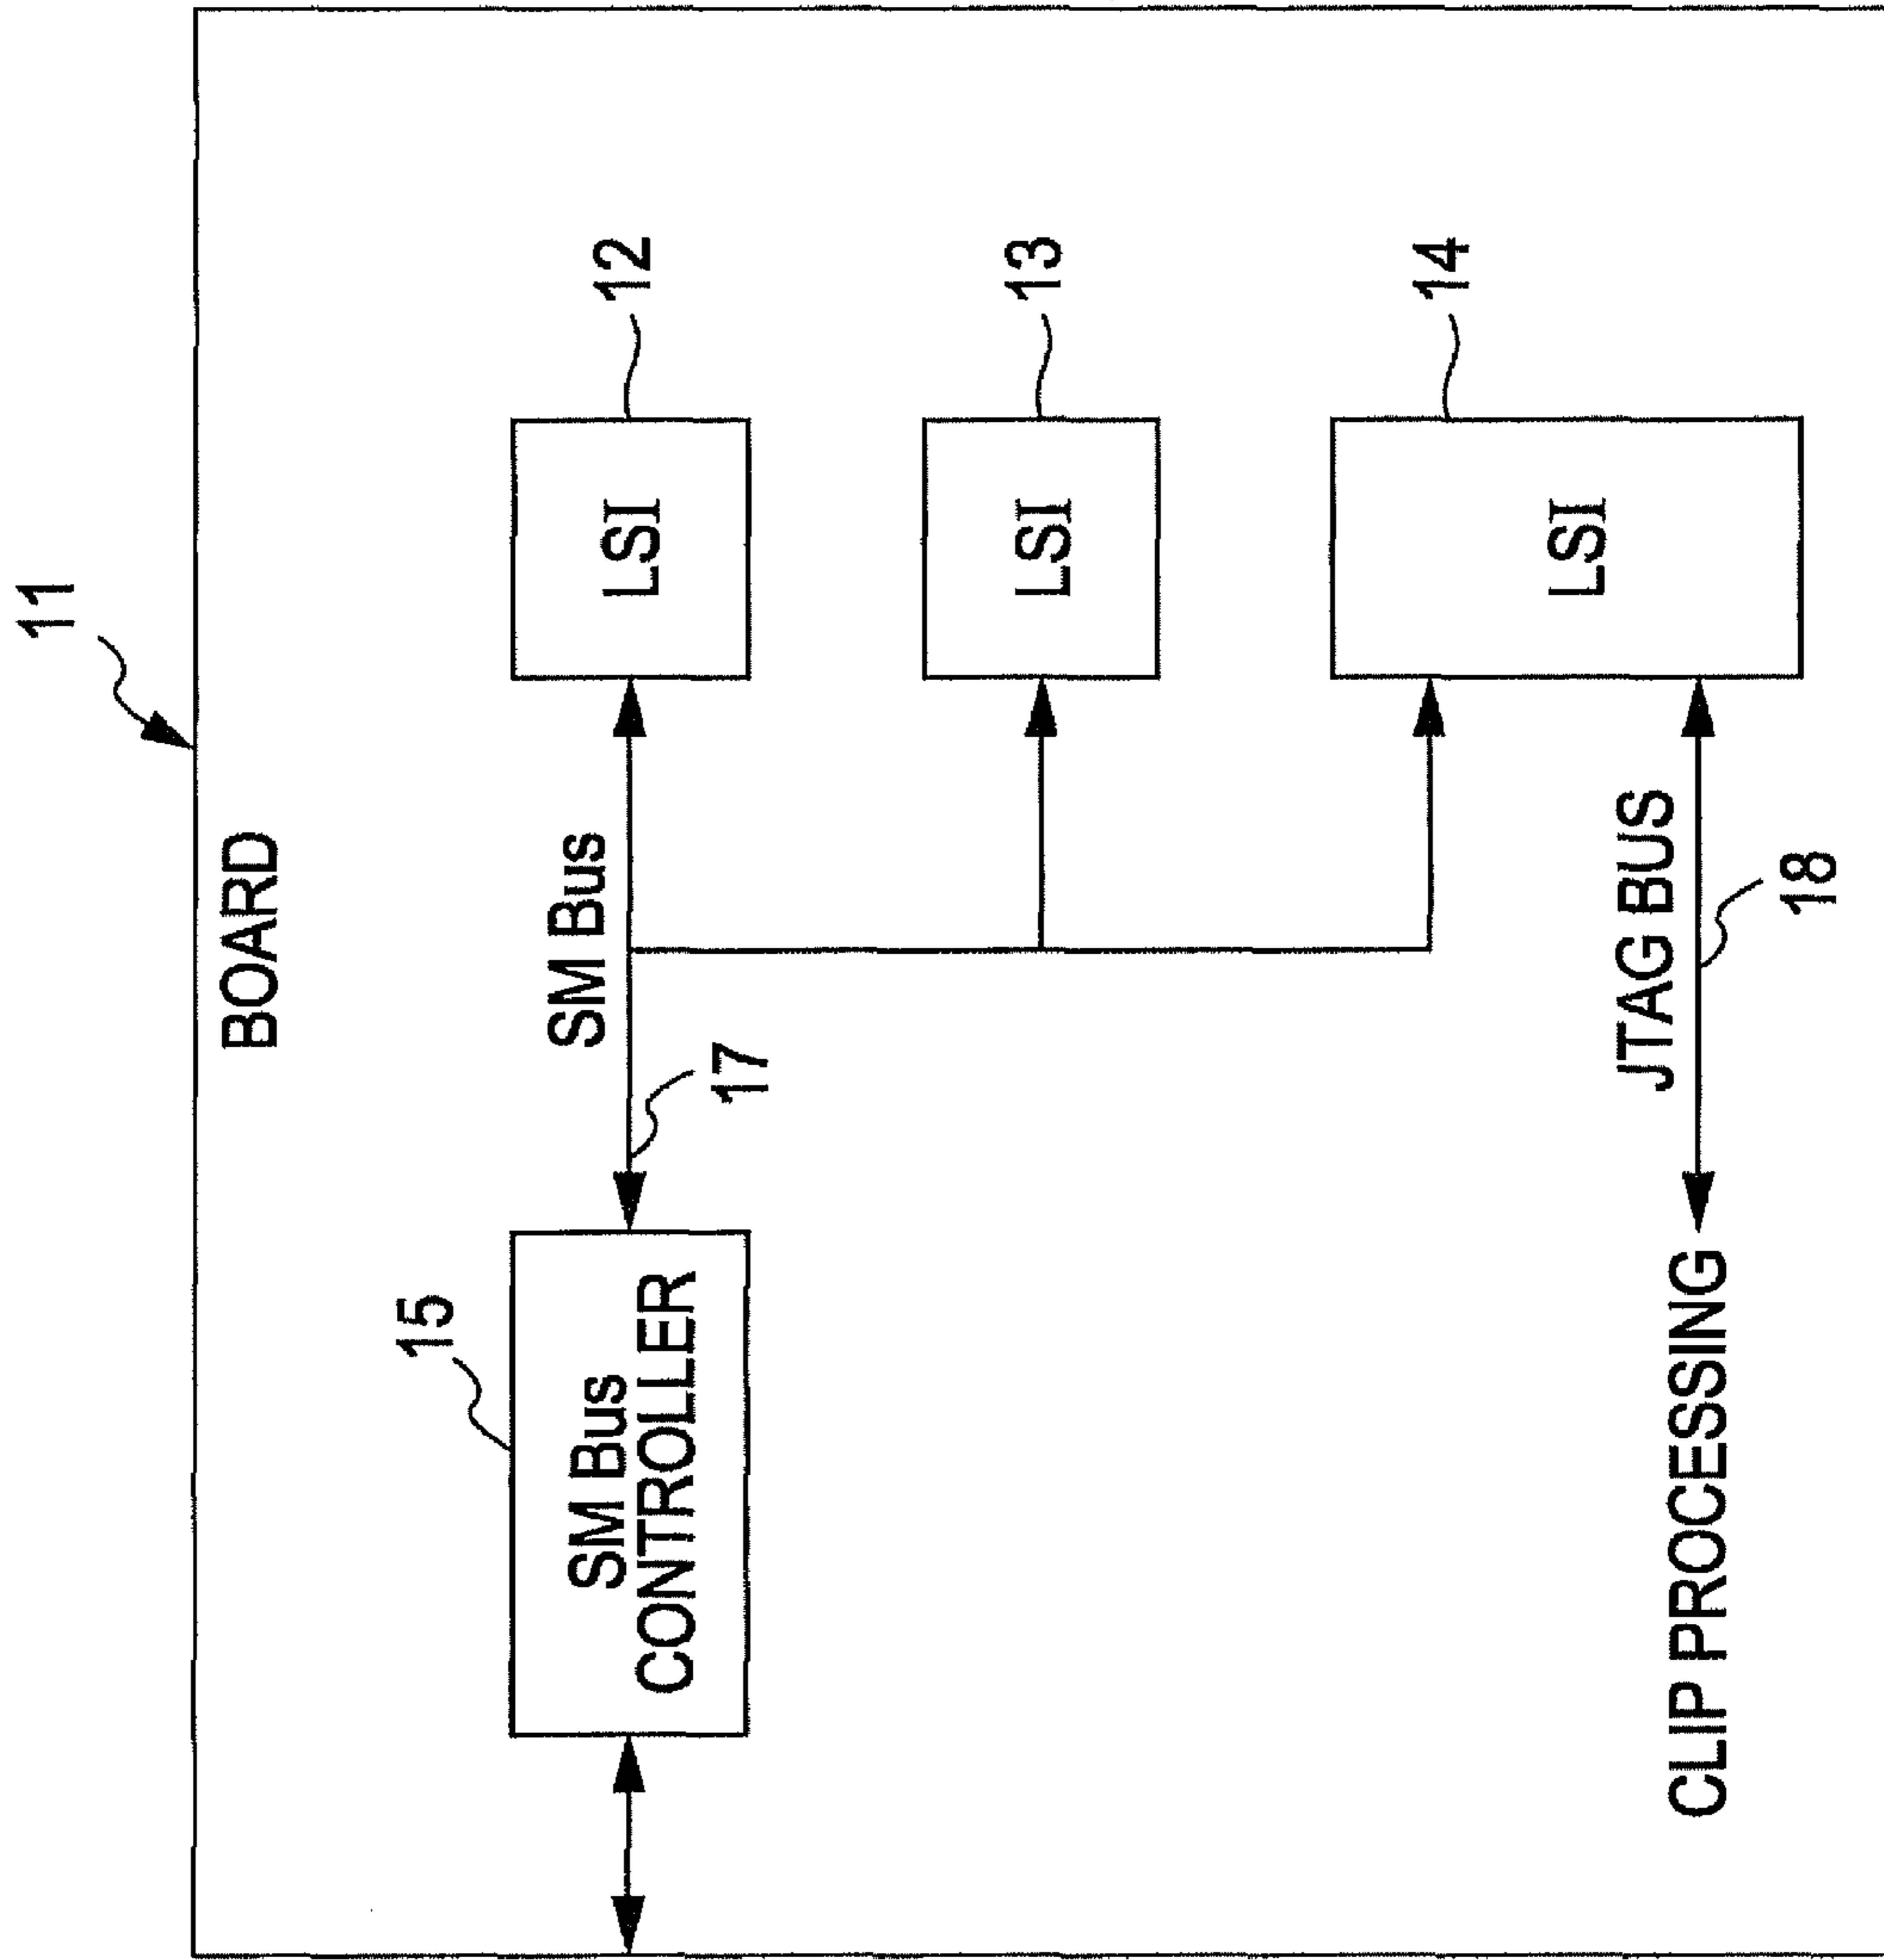 11
BOARD
15
SM Bus
CONTROLLER
17
SM Bus
LSI
12
LSI
13
CLIP PROCESSING
JTAG BUS
18
LSI
14